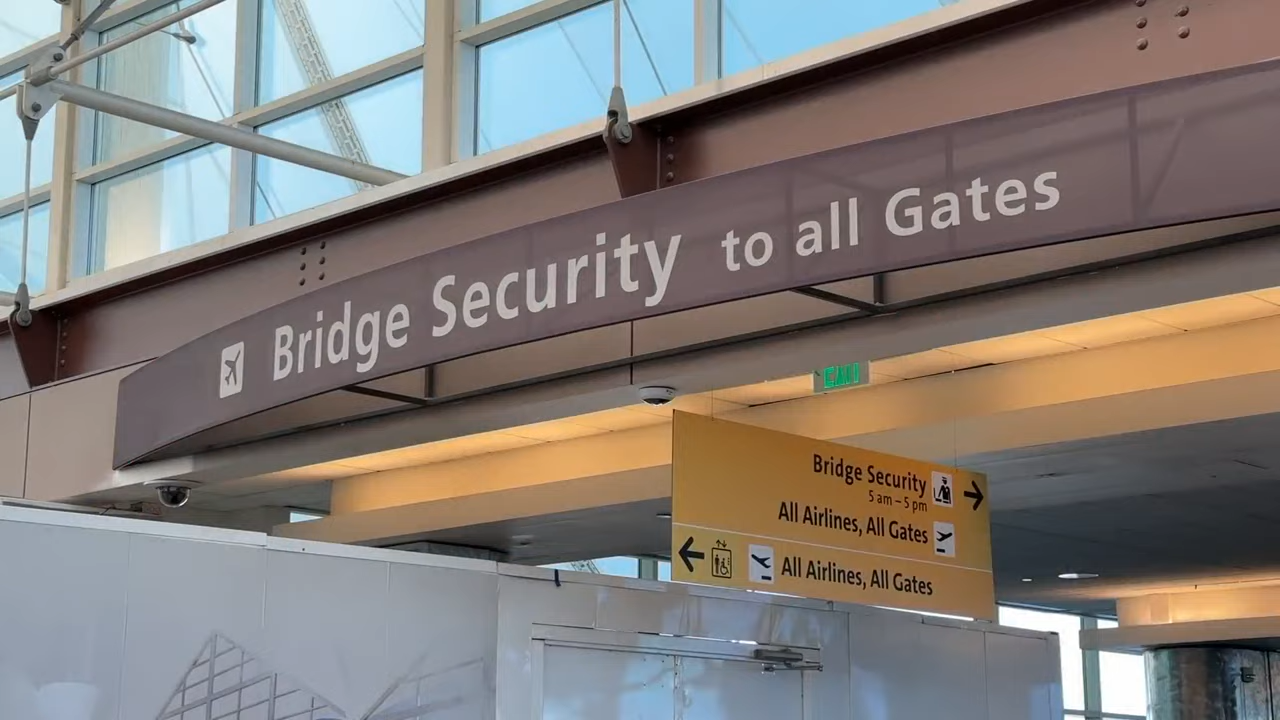 Bridge Security to all Gates
EXIT
Bridge Security
5 am – 5 pm
All Airlines, All Gates
All Airlines, All Gates